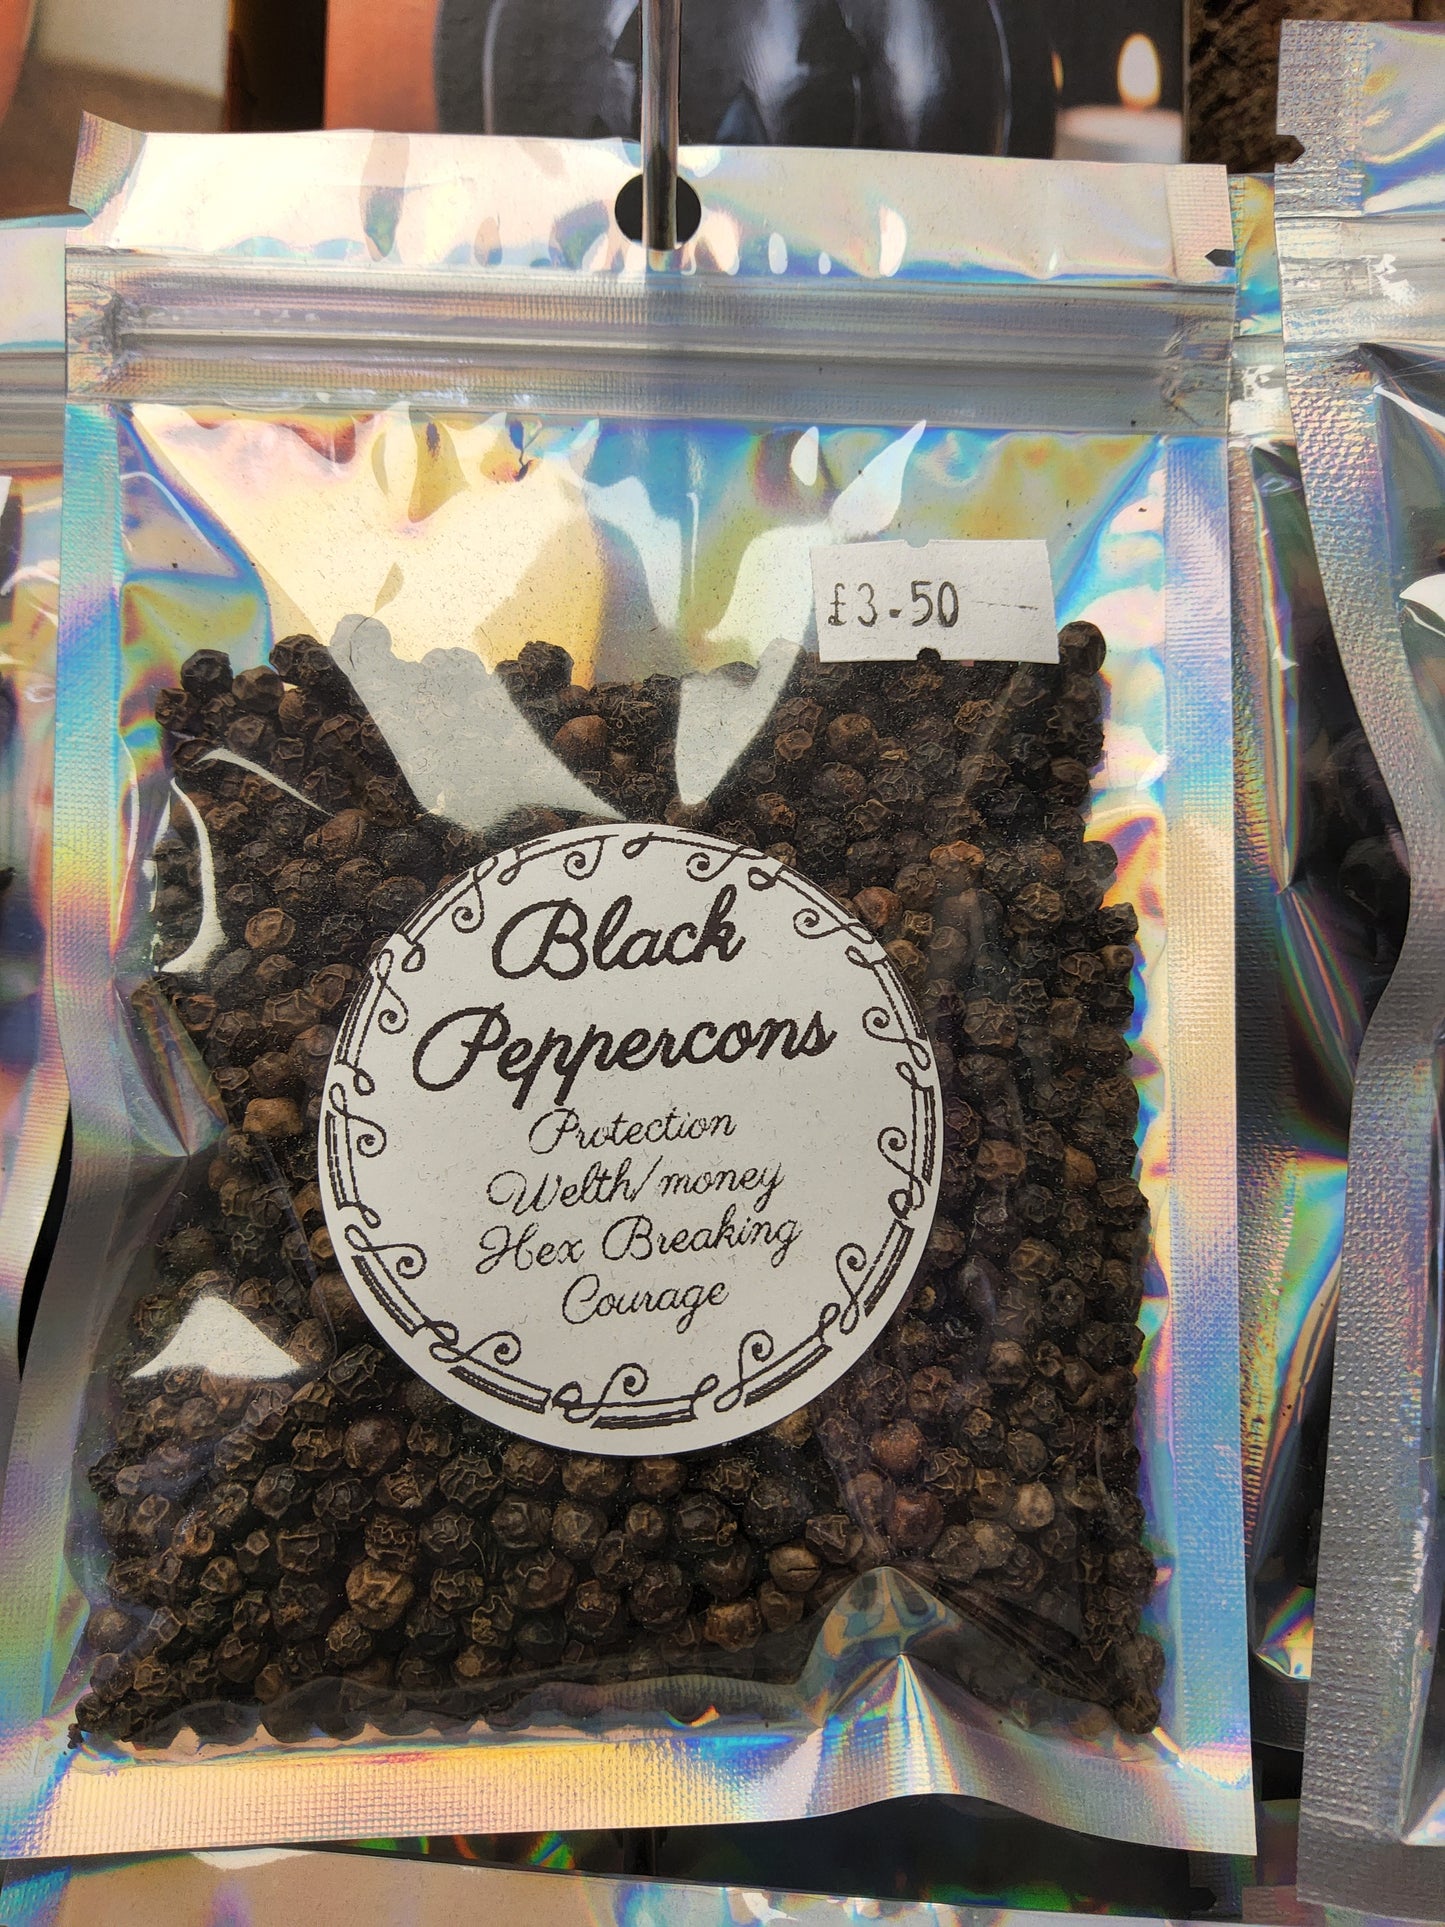 £3.50
Black
Peppercons
Protection
Welth/money
Hex Breaking
Courage